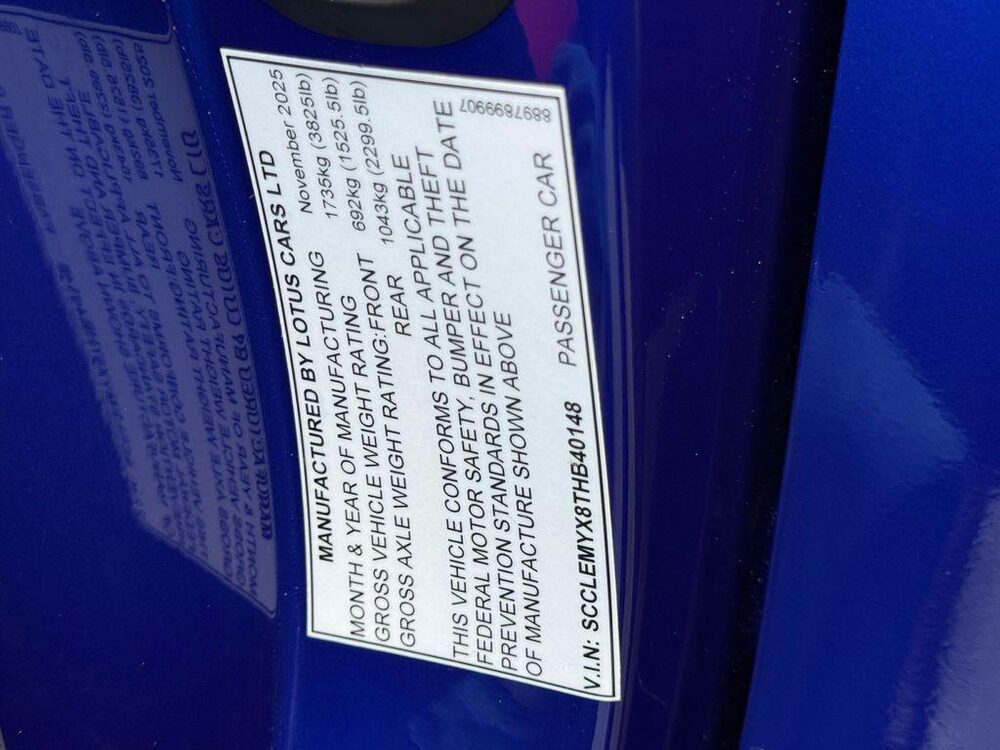 MANUFACTURED BY LOTUS CARS LTD
MONTH & YEAR OF MANUFACTURING November 2025
GROSS VEHICLE WEIGHT RATING 1735kg (3825lb)
GROSS AXLE WEIGHT RATING:FRONT 692kg (1525.5lb)
REAR 1043kg (2299.5lb)
THIS VEHICLE CONFORMS TO ALL APPLICABLE
FEDERAL MOTOR SAFETY, BUMPER AND THEFT
PREVENTION STANDARDS IN EFFECT ON THE DATE
OF MANUFACTURE SHOWN ABOVE
V.I.N: SCCLEMYX8THB40148 PASSENGER CAR
8897899907